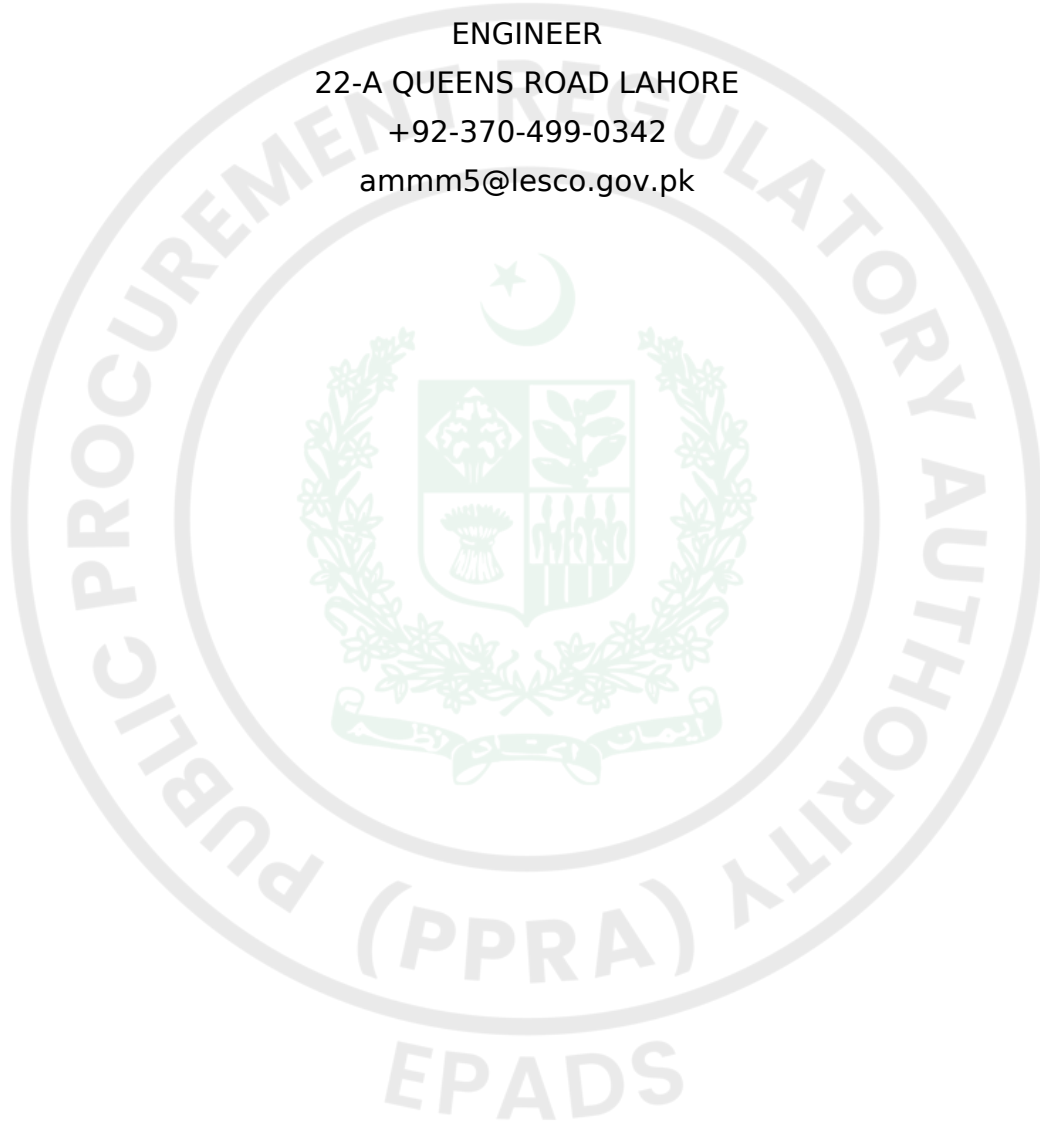 ENGINEER
22-A QUEENS ROAD LAHORE
+92-370-499-0342
ammm5@lesco.gov.pk
PUBLIC PROCUREMENT REGULATORY AUTHORITY
(PPRA)
EPADS